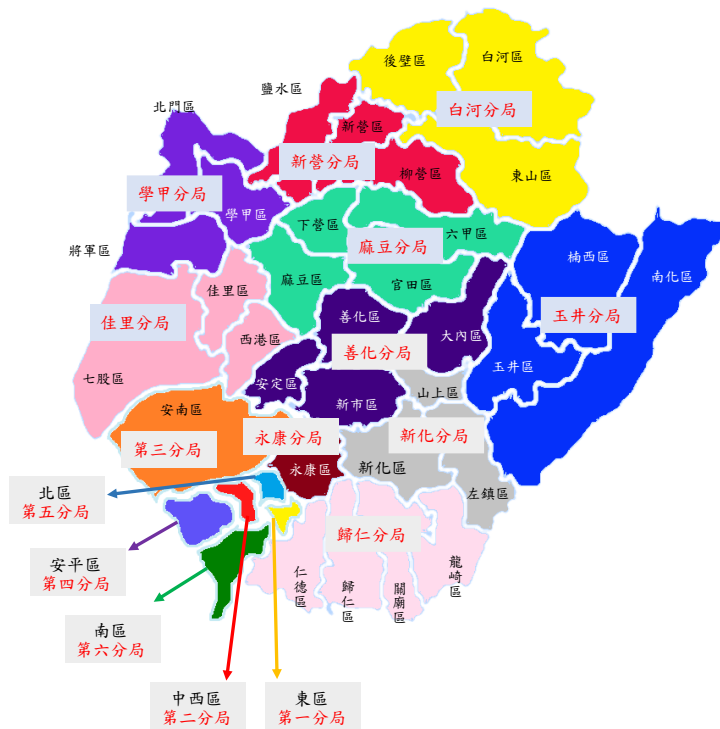 後壁區
白河區
鹽水區
白河分局
北門區
新營區
新營分局
柳營區
東山區
學甲分局
學甲區
下營區
六甲區
麻豆分局
將軍區
楠西區
南化區
麻豆區
官田區
佳里區
佳里分局
善化區
玉井分局
西港區
大內區
善化分局
玉井區
七股區
安定區
山上區
安南區
新市區
永康分局
新化分局
第三分局
永康區
新化區
左鎮區
北區
第五分局
歸仁分局
安平區
第四分局
仁德區
歸仁區
關廟區
龍崎區
南區
第六分局
中西區
第二分局
東區
第一分局